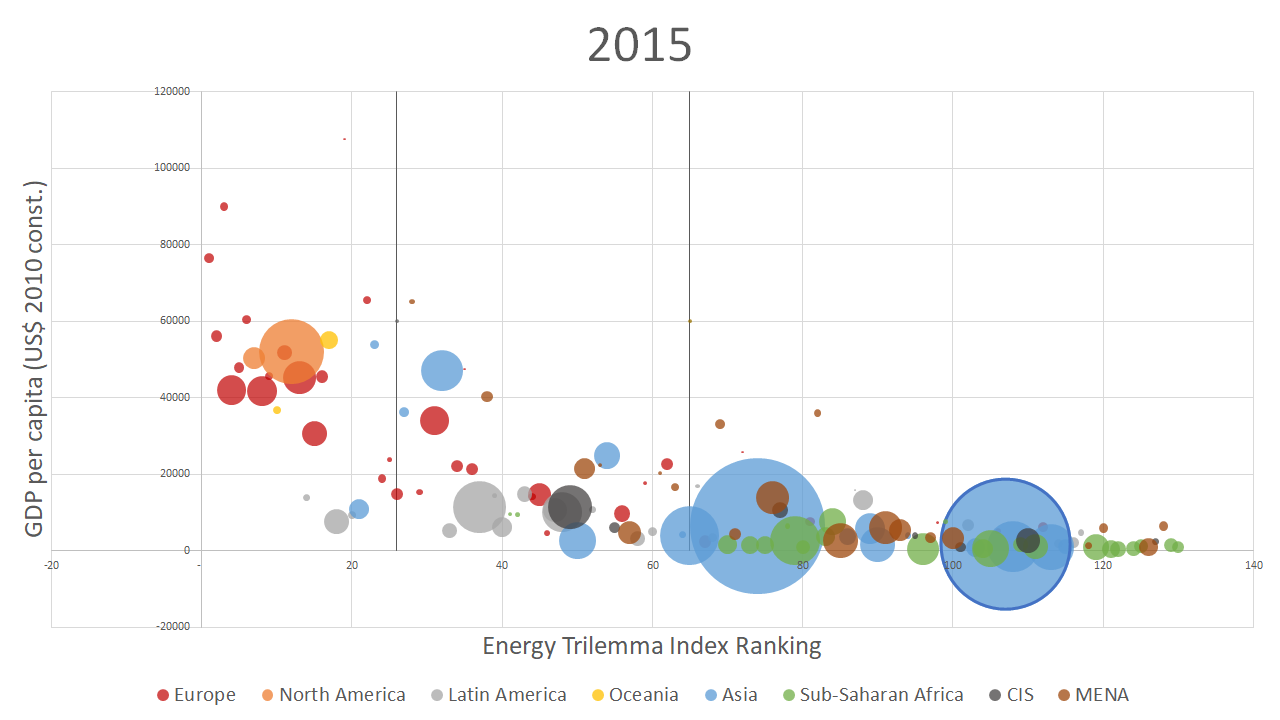 2015
120000
100000
80000
60000
40000
20000
0
-20 - 20 40 60 80 100 120 140
-20000
GDP per capita (US$ 2010 const.)
Energy Trilemma Index Ranking
Europe North America Latin America Oceania Asia Sub-Saharan Africa CIS MENA